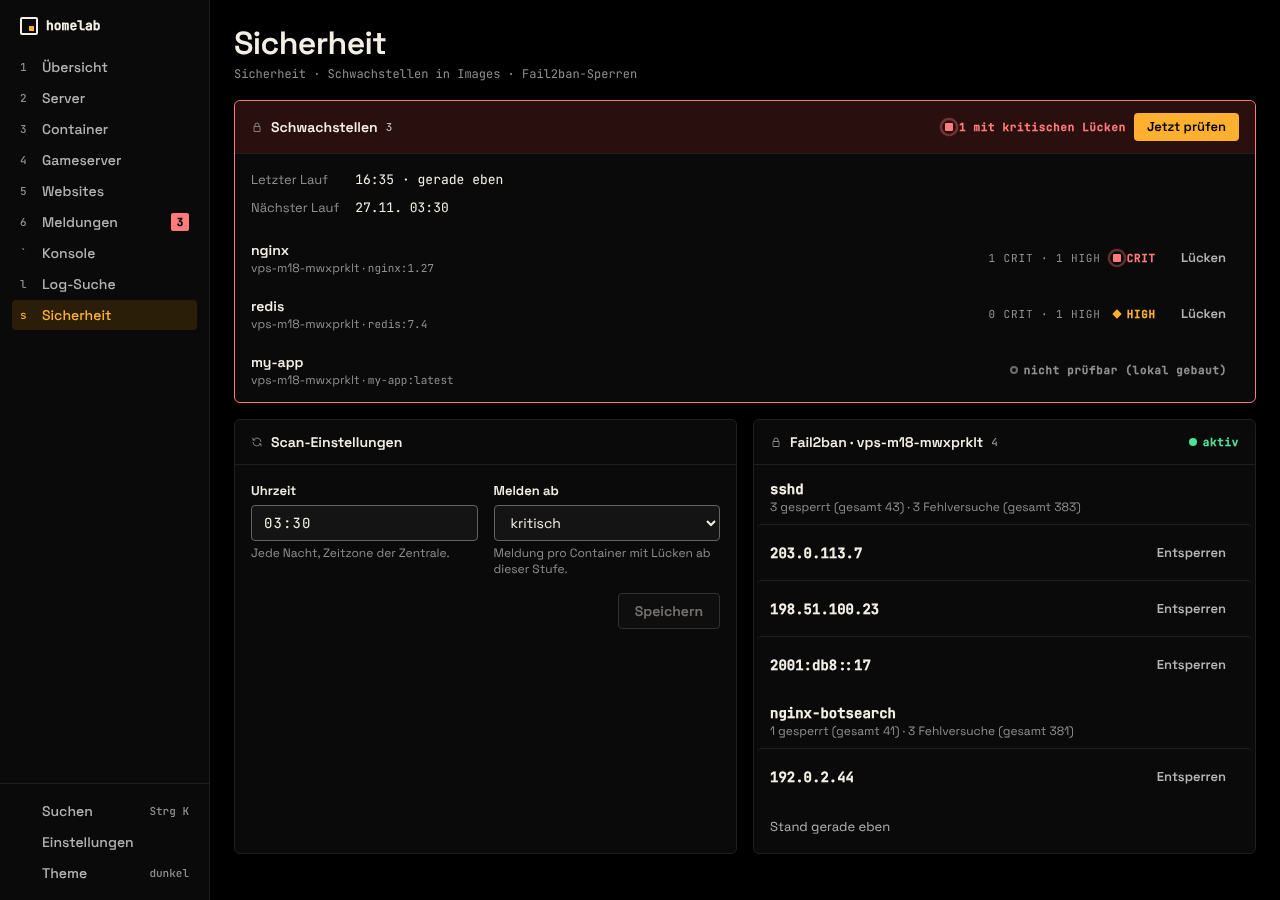 homelab
1 Übersicht
2 Server
3 Container
4 Gameserver
5 Websites
6 Meldungen 3
` Konsole
l Log-Suche
s Sicherheit
Suchen Strg K
Einstellungen
Theme dunkel
Sicherheit
Sicherheit · Schwachstellen in Images · Fail2ban-Sperren
Schwachstellen 3 1 mit kritischen Lücken Jetzt prüfen
Letzter Lauf 16:35 · gerade eben
Nächster Lauf 27.11. 03:30
nginx
vps-m18-mwxprklt · nginx:1.27 1 CRIT · 1 HIGH CRIT Lücken
redis
vps-m18-mwxprklt · redis:7.4 0 CRIT · 1 HIGH HIGH Lücken
my-app
vps-m18-mwxprklt · my-app:latest nicht prüfbar (lokal gebaut)
Scan-Einstellungen
Uhrzeit Melden ab
03:30 kritisch
Jede Nacht, Zeitzone der Zentrale. Meldung pro Container mit Lücken ab
dieser Stufe.
Speichern
Fail2ban · vps-m18-mwxprklt 4 aktiv
sshd
3 gesperrt (gesamt 43) · 3 Fehlversuche (gesamt 383)
203.0.113.7 Entsperren
198.51.100.23 Entsperren
2001:db8::17 Entsperren
nginx-botsearch
1 gesperrt (gesamt 41) · 3 Fehlversuche (gesamt 381)
192.0.2.44 Entsperren
Stand gerade eben